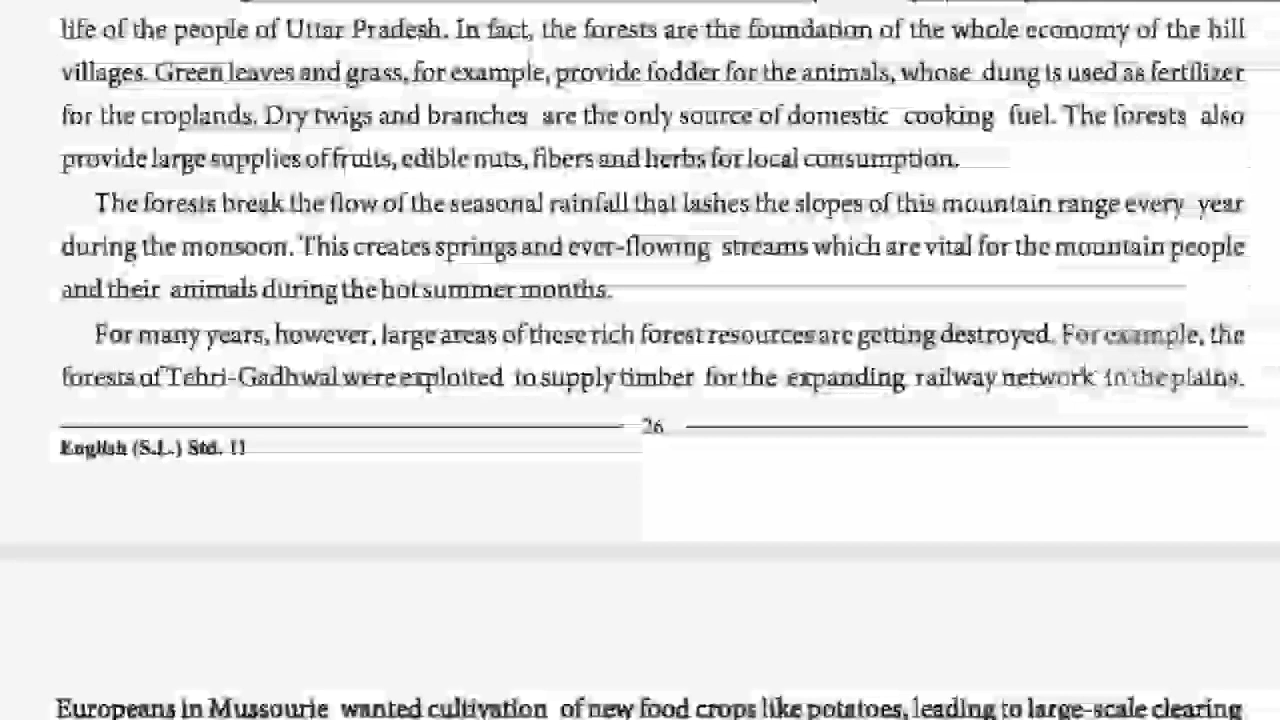 life of the people of Uttar Pradesh. In fact, the forests are the foundation of the whole economy of the hill
villages. Green leaves and grass, for example, provide fodder for the animals, whose dung is used as fertilizer
for the croplands. Dry twigs and branches are the only source of domestic cooking fuel. The forests also
provide large supplies of fruits, edible nuts, fibers and herbs for local consumption.
The forests break the flow of the seasonal rainfall that lashes the slopes of this mountain range every year
during the monsoon. This creates springs and ever-flowing streams which are vital for the mountain people
and their animals during the hot summer months.
For many years, however, large areas of these rich forest resources are getting destroyed. For example, the
forests of Tehri-Gadhwal were exploited to supply timber for the expanding railway network in the plains.
26
English (S.L.) Std. 11
Europeans in Mussourie wanted cultivation of new food crops like potatoes, leading to large-scale clearing